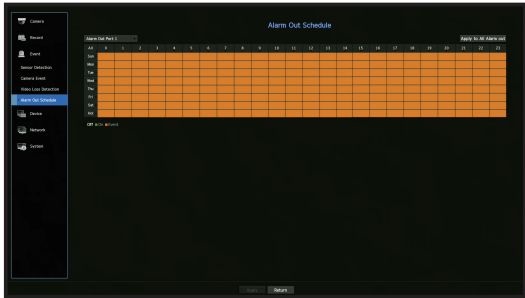 Alarm Out Schedule
Camera
Record
Event
Sensor Detection
Camera Event
Video Loss Detection
Alarm Out Schedule
Device
Network
System
Alarm Out Port 1
Apply to All Alarm out
All 0 1 2 3 4 5 6 7 8 9 10 11 12 13 14 15 16 17 18 19 20 21 22 23
Sun
Mon
Tue
Wed
Thu
Fri
Sat
Hol
Off On Event
Apply Return